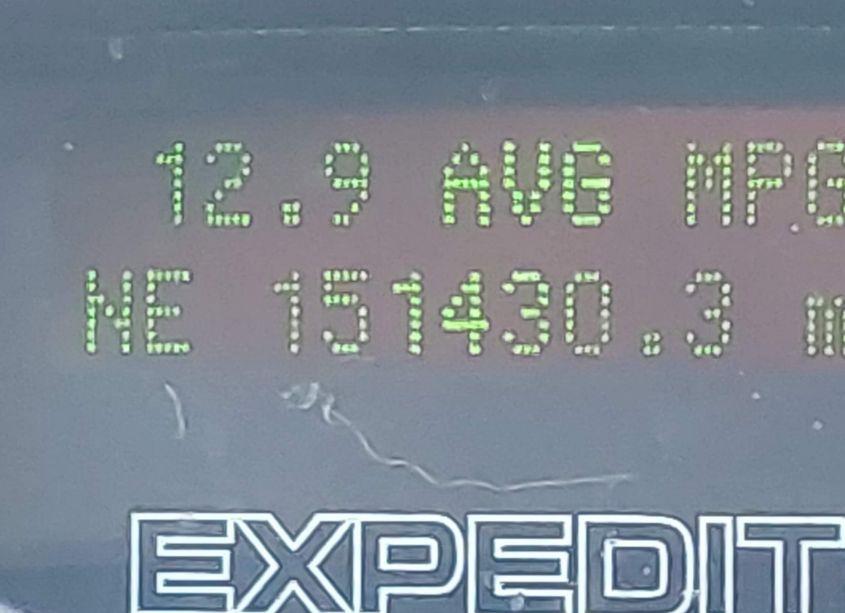 12.9 AVG MPG
NE 151430.3 m
EXPEDIT